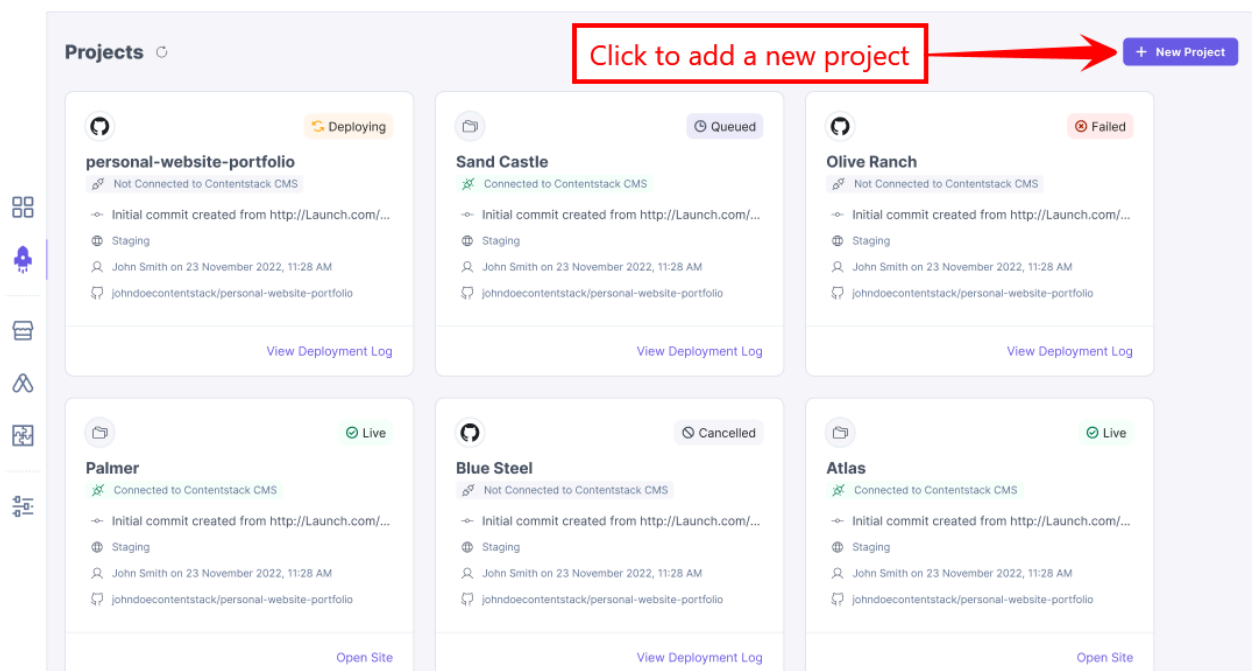 Projects
Click to add a new project
+ New Project
Deploying
personal-website-portfolio
Not Connected to Contentstack CMS
Initial commit created from http://Launch.com/...
Staging
John Smith on 23 November 2022, 11:28 AM
johndoecontentstack/personal-website-portfolio
View Deployment Log
Queued
Sand Castle
Connected to Contentstack CMS
Initial commit created from http://Launch.com/...
Staging
John Smith on 23 November 2022, 11:28 AM
johndoecontentstack/personal-website-portfolio
View Deployment Log
Failed
Olive Ranch
Not Connected to Contentstack CMS
Initial commit created from http://Launch.com/...
Staging
John Smith on 23 November 2022, 11:28 AM
johndoecontentstack/personal-website-portfolio
View Deployment Log
Live
Palmer
Connected to Contentstack CMS
Initial commit created from http://Launch.com/...
Staging
John Smith on 23 November 2022, 11:28 AM
johndoecontentstack/personal-website-portfolio
Open Site
Cancelled
Blue Steel
Not Connected to Contentstack CMS
Initial commit created from http://Launch.com/...
Staging
John Smith on 23 November 2022, 11:28 AM
johndoecontentstack/personal-website-portfolio
View Deployment Log
Live
Atlas
Connected to Contentstack CMS
Initial commit created from http://Launch.com/...
Staging
John Smith on 23 November 2022, 11:28 AM
johndoecontentstack/personal-website-portfolio
Open Site